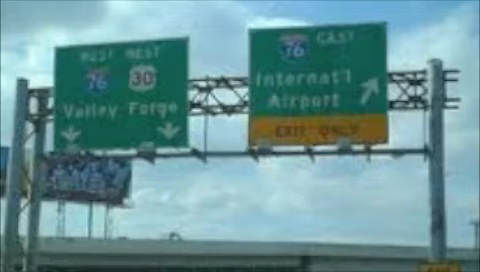 WEST WEST
76 30
Valley Forge
76 EAST
Internat'l
Airport
EXIT ONLY